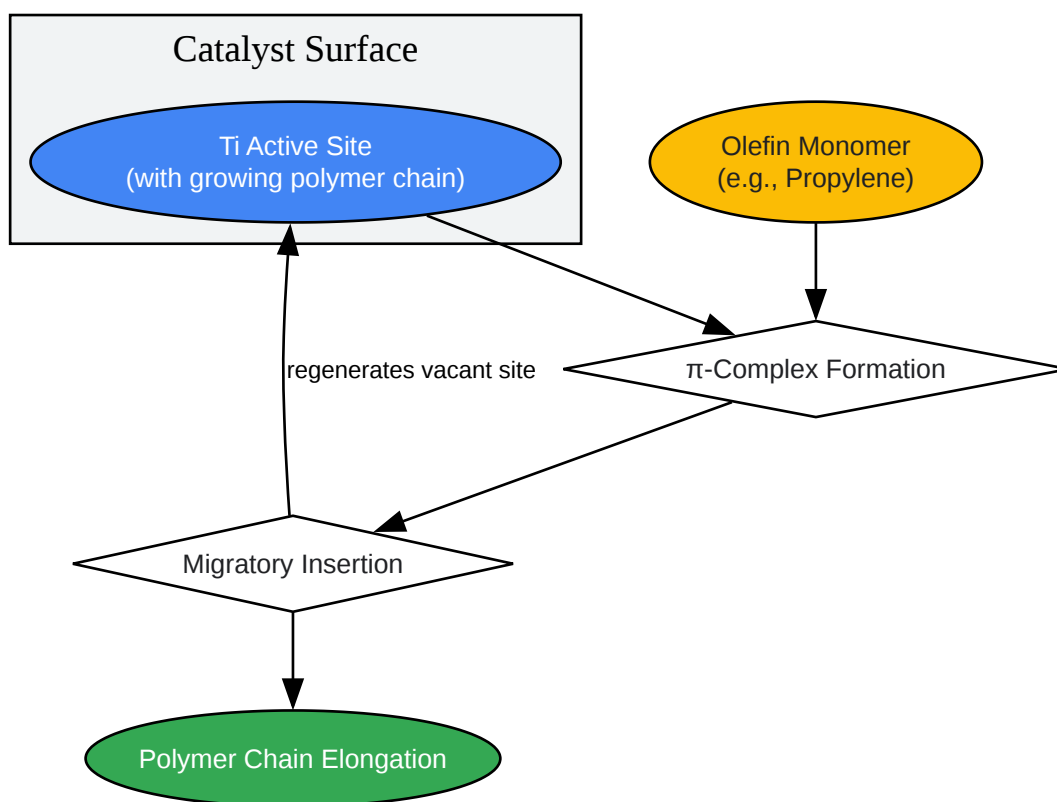 Catalyst Surface
Ti Active Site
(with growing polymer chain)
Olefin Monomer
(e.g., Propylene)
regenerates vacant site
π-Complex Formation
Migratory Insertion
Polymer Chain Elongation